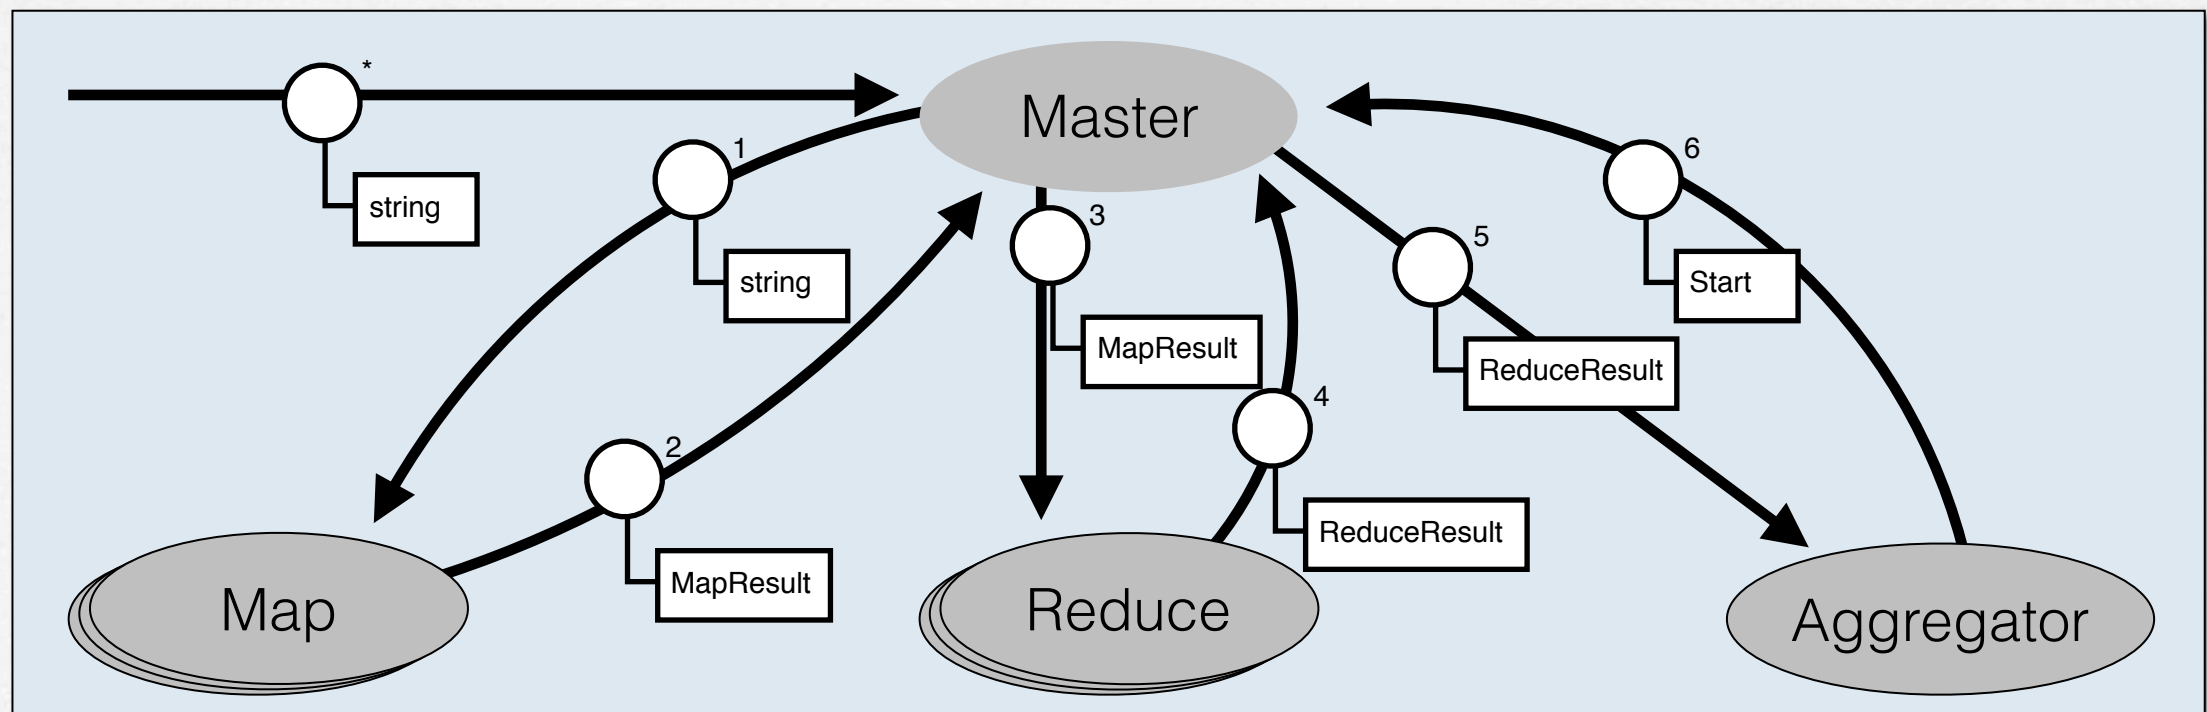 *
string
Master
1
string
2
MapResult
3
MapResult
4
ReduceResult
5
ReduceResult
6
Start
Map
Reduce
Aggregator